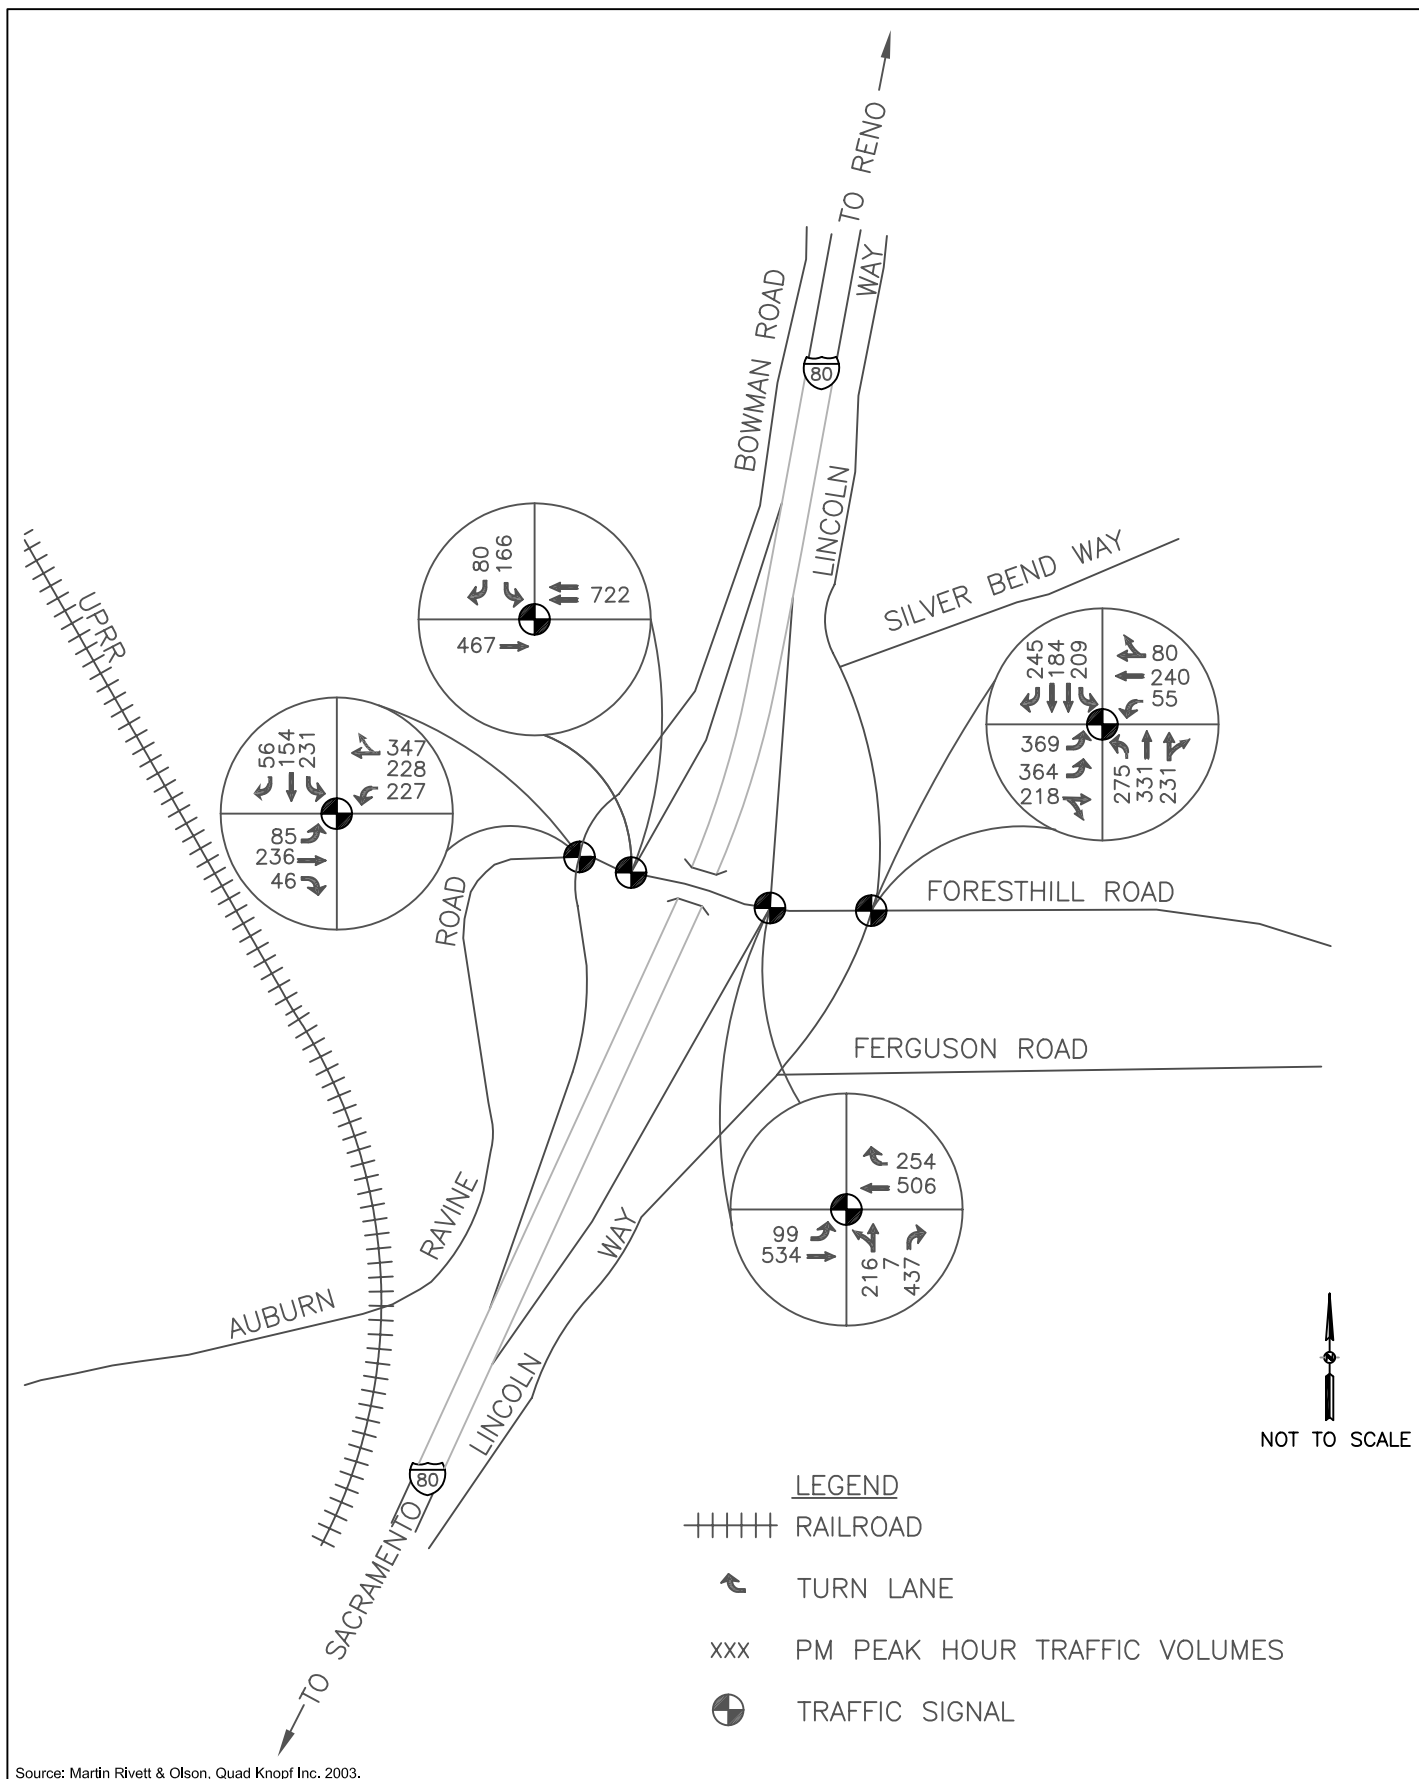 TO RENO
BOWMAN ROAD
WAY
80
LINCOLN
SILVER BEND WAY
UPRR
80
166
722
467
245
184
209
80
240
55
369
364
218
275
331
231
56
154
231
347
228
227
85
236
46
ROAD
FORESTHILL ROAD
FERGUSON ROAD
254
506
99
534
216
7
437
RAVINE
WAY
AUBURN
LINCOLN
80
TO SACRAMENTO
N
NOT TO SCALE
LEGEND
RAILROAD
TURN LANE
XXX PM PEAK HOUR TRAFFIC VOLUMES
TRAFFIC SIGNAL
Source: Martin Rivett & Olson, Quad Knopf Inc. 2003.